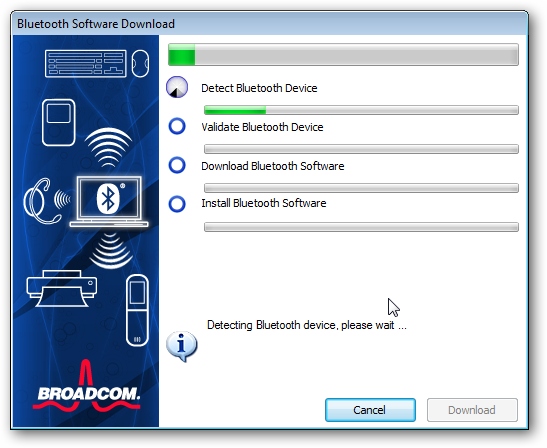 Bluetooth Software Download
Detect Bluetooth Device
Validate Bluetooth Device
Download Bluetooth Software
Install Bluetooth Software
Detecting Bluetooth device, please wait ...
BROADCOM.
Cancel
Download